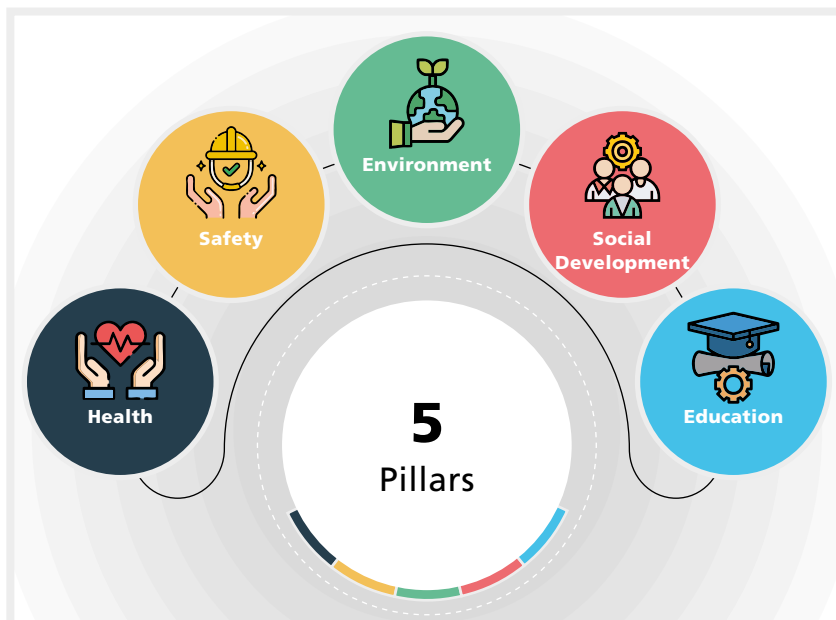 Environment
Safety
Social
Development
Health
Education
5
Pillars